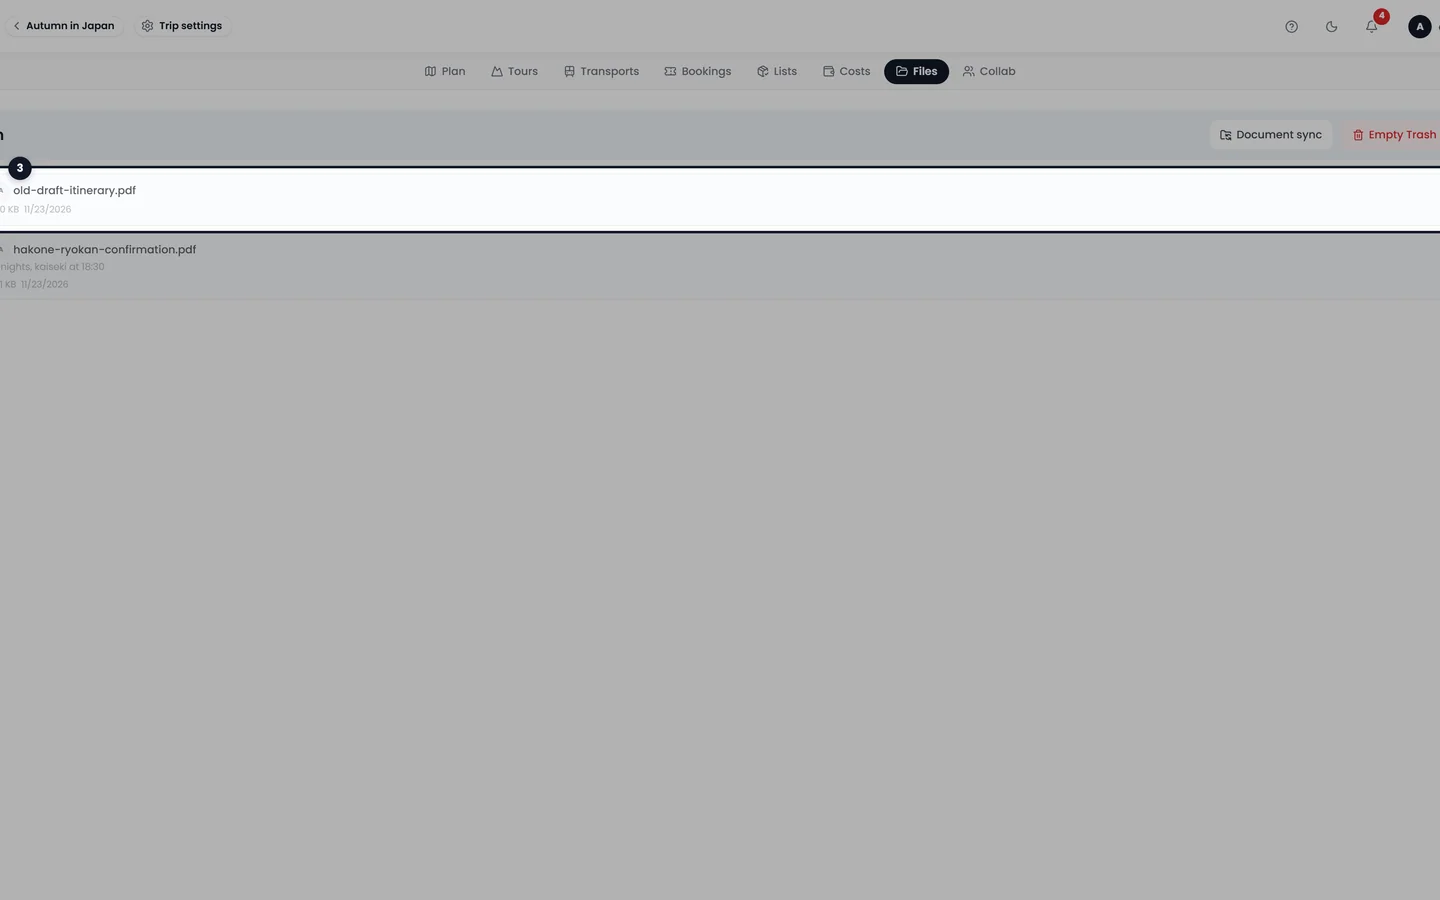 Autumn in Japan Trip settings 4 A
Plan Tours Transports Bookings Lists Costs Files Collab
Document sync Empty Trash
3
old-draft-itinerary.pdf
KB 11/23/2026
hakone-ryokan-confirmation.pdf
nights, kaiseki at 18:30
KB 11/23/2026